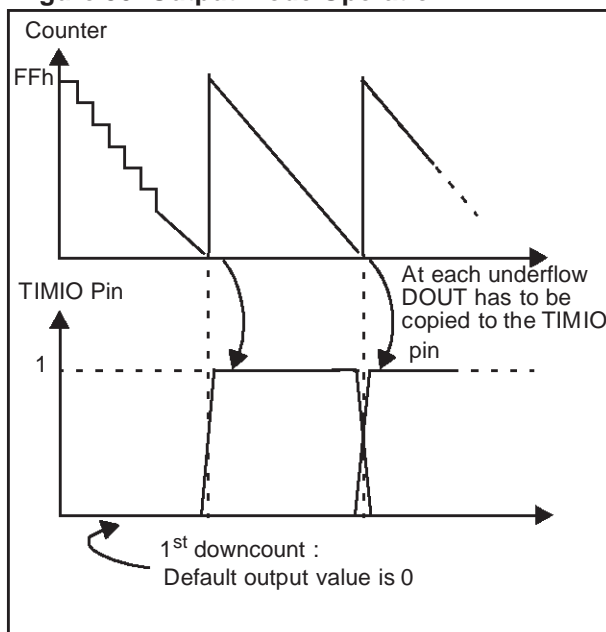 Counter
FFh
At each underflow
DOUT has to be
copied to the TIMIO
pin
TIMIO Pin
1
1st downcount :
Default output value is 0